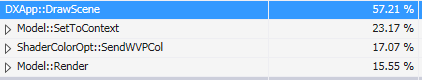 DXApp::DrawScene 57.21 %
Model::SetToContext 23.17 %
ShaderColorOpt::SendWVPCol 17.07 %
Model::Render 15.55 %